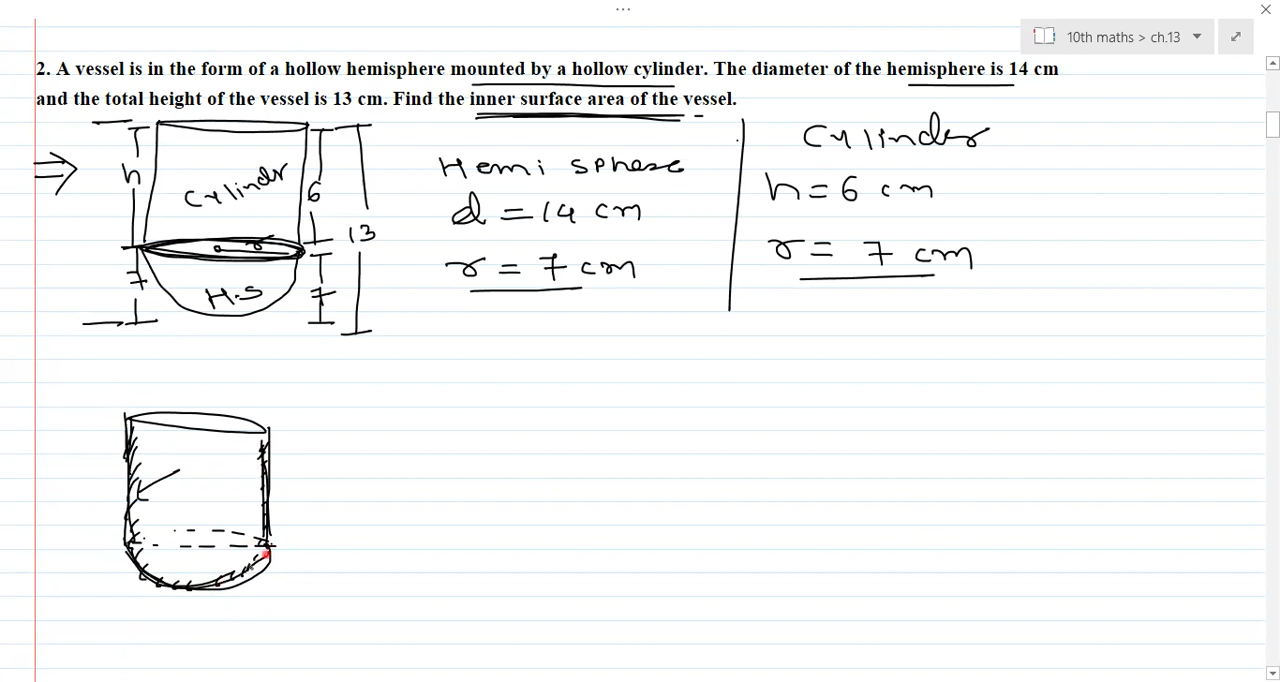 10th maths > ch.13
2. A vessel is in the form of a hollow hemisphere mounted by a hollow cylinder. The diameter of the hemisphere is 14 cm
and the total height of the vessel is 13 cm. Find the inner surface area of the vessel.
h
7
Cylinder
r
H.S
6
7
13
Hemi sphere
d = 14 cm
r = 7 cm
Cylinder
h = 6 cm
r = 7 cm